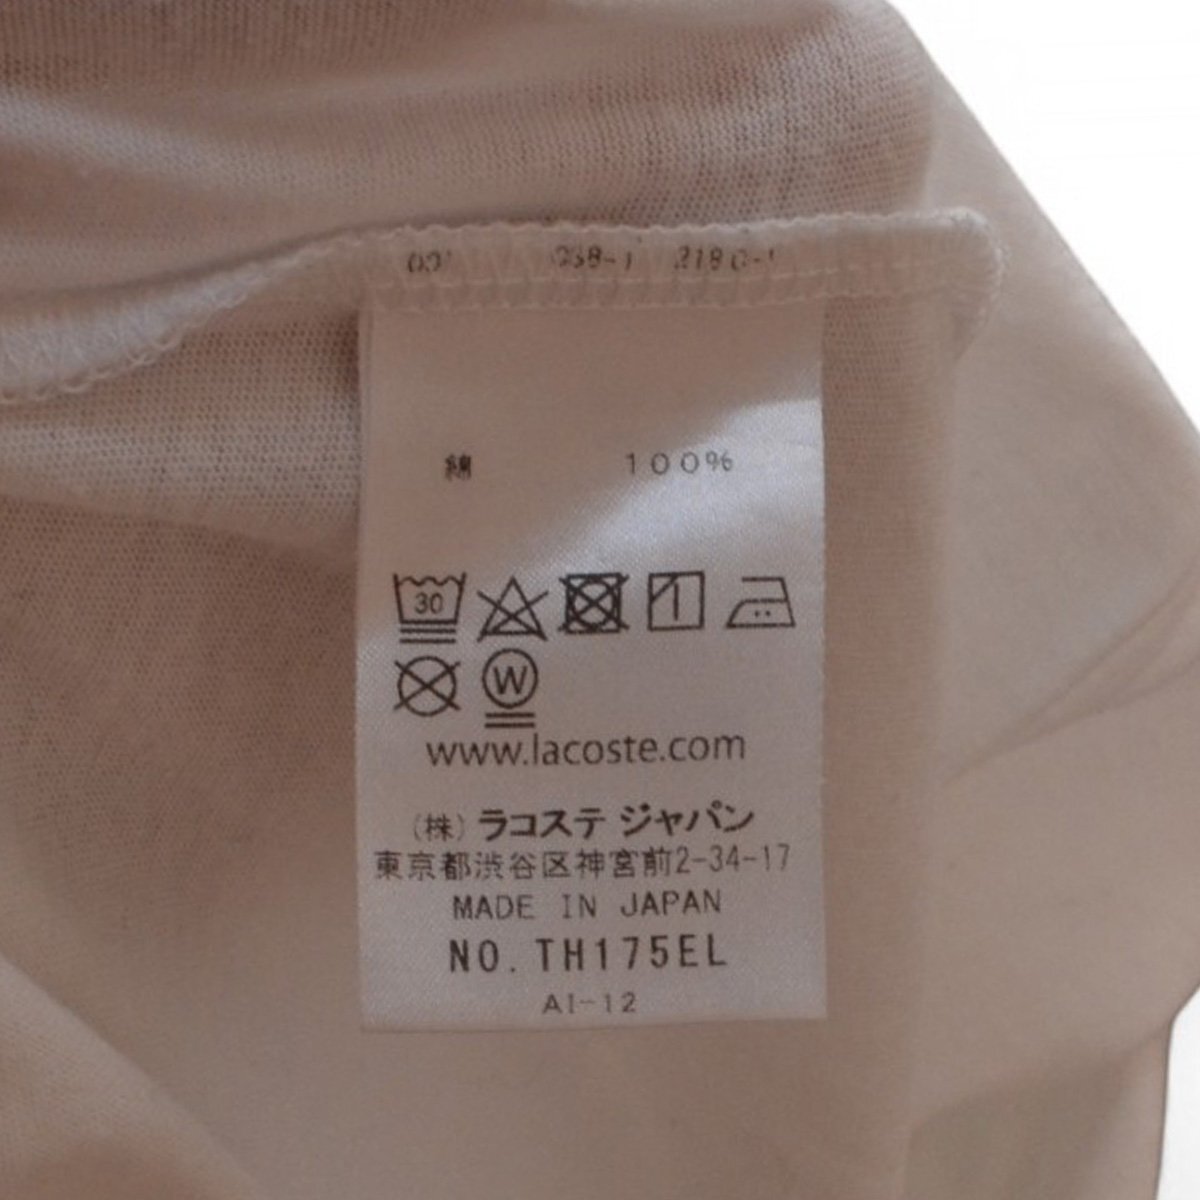 綿 100%
30
W
www.lacoste.com
(株) ラコステ ジャパン
東京都渋谷区神宮前2-34-17
MADE IN JAPAN
NO. TH175EL
AI-12